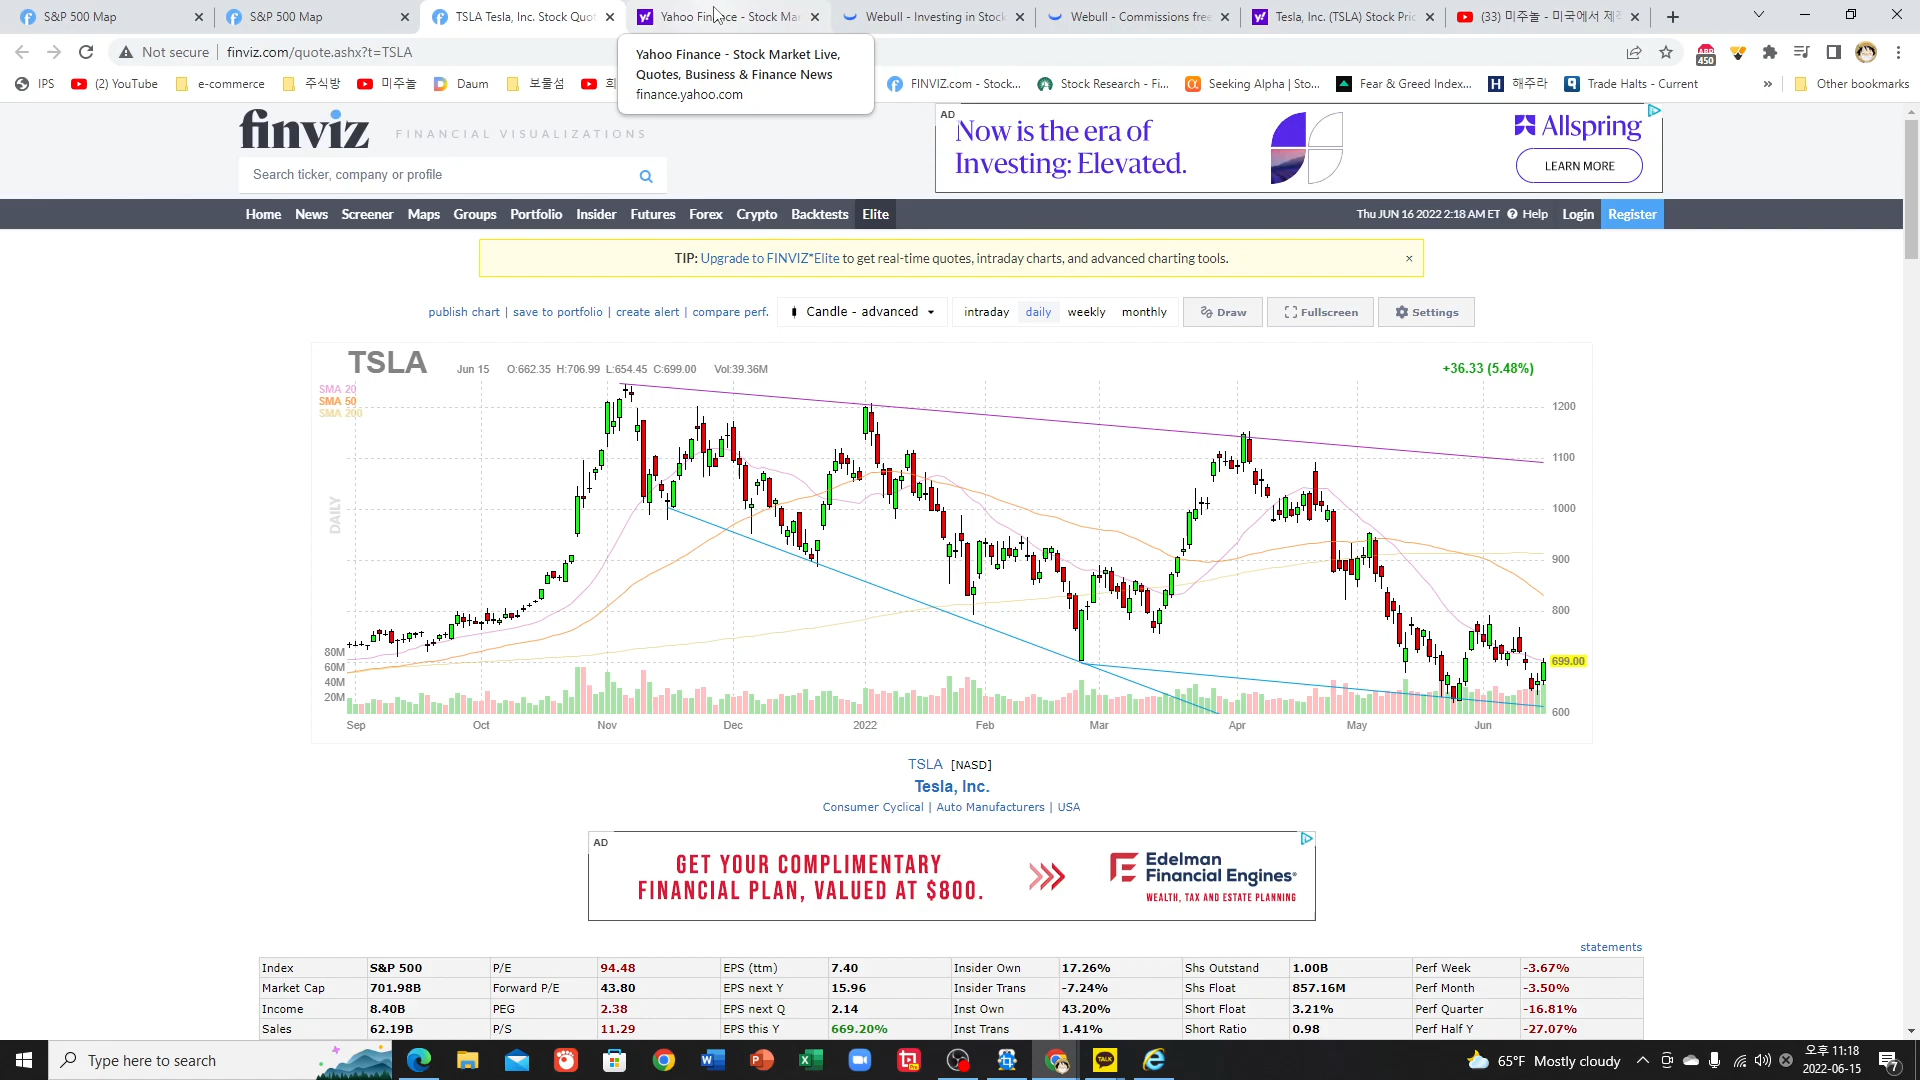 S&P 500 Map
S&P 500 Map
TSLA Tesla, Inc. Stock Quot
Yahoo Finance - Stock Mar
Webull - Investing in Stock
Webull - Commissions free
Tesla, Inc. (TSLA) Stock Pric
(33) 미주놀 - 미국에서
Not secure
finviz.com/quote.ashx?t=TSLA
Yahoo Finance - Stock Market Live,
Quotes, Business & Finance News
finance.yahoo.com
IPS
(2) YouTube
e-commerce
주식방
미주놀
Daum
보물섬
FINVIZ.com - Stock...
Stock Research - Fi...
Seeking Alpha | Sto...
Fear & Greed Index...
해주라
Trade Halts - Current
»
Other bookmarks
450
finviz
FINANCIAL VISUALIZATIONS
Search ticker, company or profile
AD
Now is the era of
Investing: Elevated.
Allspring
LEARN MORE
Home News Screener Maps Groups Portfolio Insider Futures Forex Crypto Backtests Elite
Thu JUN 16 2022 2:18 AM ET
Help
Login
Register
TIP: Upgrade to FINVIZ*Elite to get real-time quotes, intraday charts, and advanced charting tools.
×
publish chart | save to portfolio | create alert | compare perf.
Candle - advanced
intraday daily weekly monthly
Draw
Fullscreen
Settings
TSLA
Jun 15 O:662.35 H:706.99 L:654.45 C:699.00 Vol:39.36M
+36.33 (5.48%)
SMA 20
SMA 50
SMA 200
DAILY
1200
1100
1000
900
800
699.00
600
80M
60M
40M
20M
Sep Oct Nov Dec 2022 Feb Mar Apr May Jun
TSLA [NASD]
Tesla, Inc.
Consumer Cyclical | Auto Manufacturers | USA
AD
GET YOUR COMPLIMENTARY
FINANCIAL PLAN, VALUED AT $800.
Edelman
Financial Engines®
WEALTH, TAX AND ESTATE PLANNING
statements
Index S&P 500 P/E 94.48 EPS (ttm) 7.40 Insider Own 17.26% Shs Outstand 1.00B Perf Week -3.67%
Market Cap 701.98B Forward P/E 43.80 EPS next Y 15.96 Insider Trans -7.24% Shs Float 857.16M Perf Month -3.50%
Income 8.40B PEG 2.38 EPS next Q 2.14 Inst Own 43.20% Short Float 3.21% Perf Quarter -16.81%
Sales 62.19B P/S 11.29 EPS this Y 669.20% Inst Trans 1.41% Short Ratio 0.98 Perf Half Y -27.07%
Type here to search
65°F Mostly cloudy
오후 11:18
2022-06-15
7